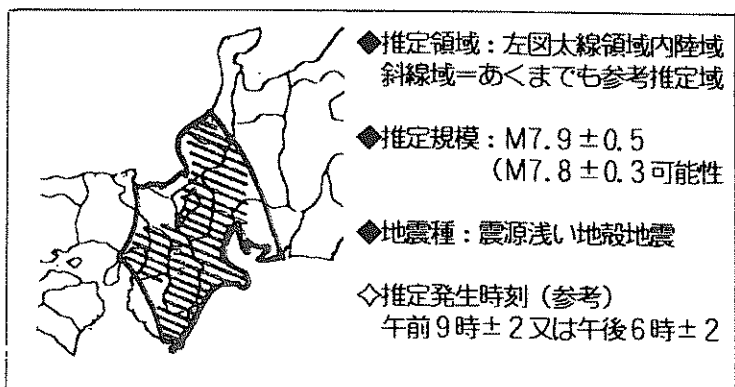 ◆推定領域：左図太線領域内陸域
斜線域＝あくまでも参考推定域
◆推定規模：M7.9±0.5
（M7.8±0.3可能性
◆地震種：震源浅い地殻地震
◇推定発生時刻（参考）
午前9時±2又は午後6時±2